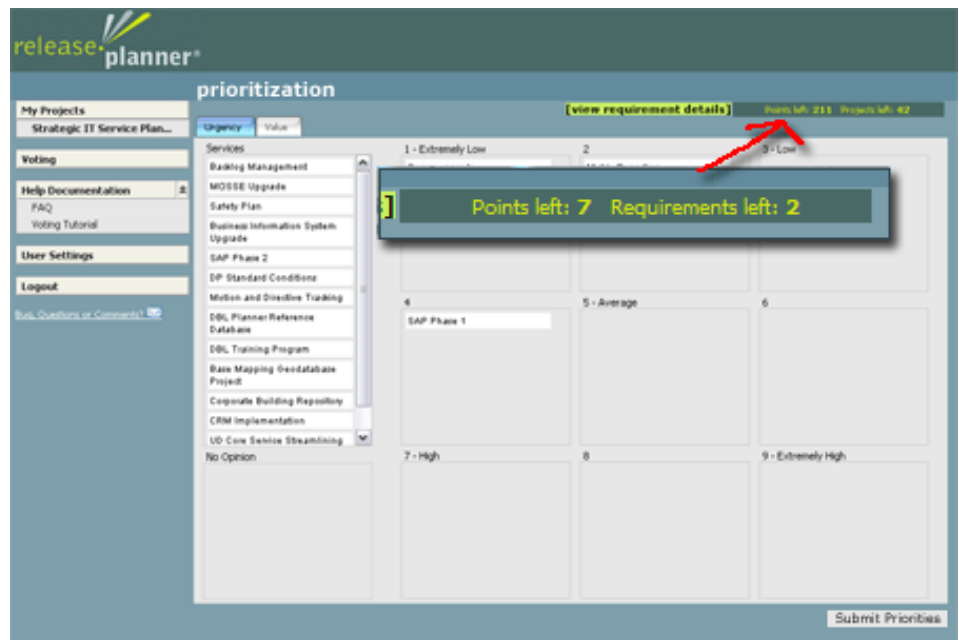 release planner®
prioritization
My Projects
Strategic IT Service Plan...
[view requirement details]
Points left: 211 Projects left: 42
Urgency
Value
Voting
Help Documentation
FAQ
Voting Tutorial
User Settings
Logout
Bug, Questions or Comments?
Services
Backlog Management
MOSSE Upgrade
Safety Plan
Business Information System
Upgrade
SAP Phase 2
DP Standard Conditions
Motion and Directive Tracking
DBL Planner Reference
Database
DBL Training Program
Base Mapping Geodatabase
Project
Corporate Building Repository
CRM Implementation
UD Core Service Streamlining
No Opinion
1 - Extremely Low
2
3 - Low
]
Points left: 7 Requirements left: 2
4
SAP Phase 1
5 - Average
6
7 - High
8
9 - Extremely High
Submit Priorities